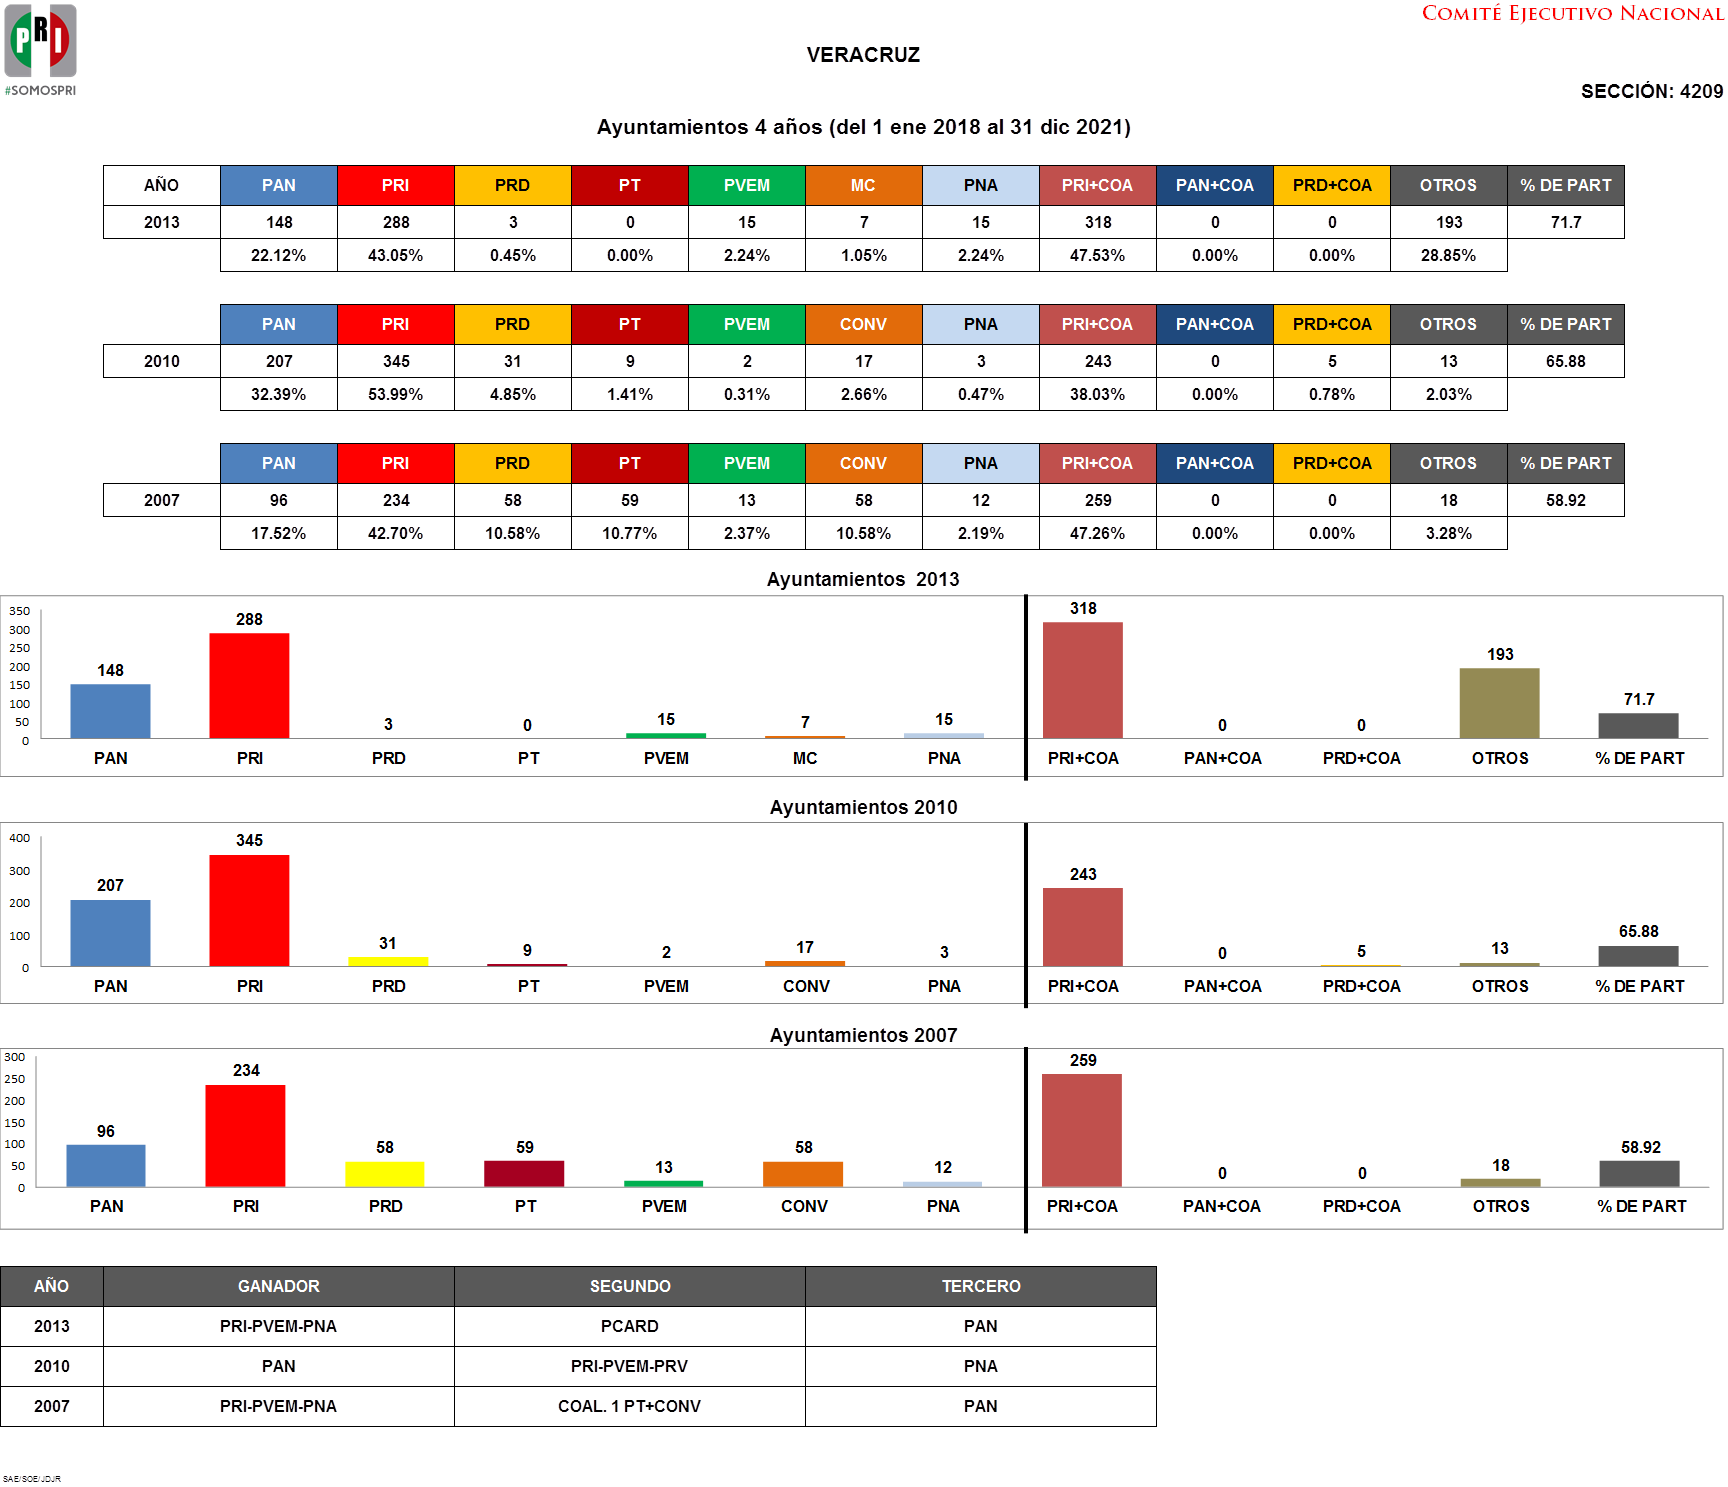 PRI
#SOMOSPRI
COMITÉ EJECUTIVO NACIONAL
VERACRUZ
SECCIÓN: 4209
Ayuntamientos 4 años (del 1 ene 2018 al 31 dic 2021)
AÑO PAN PRI PRD PT PVEM MC PNA PRI+COA PAN+COA PRD+COA OTROS % DE PART
2013 148 288 3 0 15 7 15 318 0 0 193 71.7
22.12% 43.05% 0.45% 0.00% 2.24% 1.05% 2.24% 47.53% 0.00% 0.00% 28.85%
PAN PRI PRD PT PVEM CONV PNA PRI+COA PAN+COA PRD+COA OTROS % DE PART
2010 207 345 31 9 2 17 3 243 0 5 13 65.88
32.39% 53.99% 4.85% 1.41% 0.31% 2.66% 0.47% 38.03% 0.00% 0.78% 2.03%
PAN PRI PRD PT PVEM CONV PNA PRI+COA PAN+COA PRD+COA OTROS % DE PART
2007 96 234 58 59 13 58 12 259 0 0 18 58.92
17.52% 42.70% 10.58% 10.77% 2.37% 10.58% 2.19% 47.26% 0.00% 0.00% 3.28%
Ayuntamientos 2013
350
300
250
200
150
100
50
0
148 288 3 0 15 7 15 318 0 0 193 71.7
PAN PRI PRD PT PVEM MC PNA PRI+COA PAN+COA PRD+COA OTROS % DE PART
Ayuntamientos 2010
400
300
200
100
0
207 345 31 9 2 17 3 243 0 5 13 65.88
PAN PRI PRD PT PVEM CONV PNA PRI+COA PAN+COA PRD+COA OTROS % DE PART
Ayuntamientos 2007
300
250
200
150
100
50
0
96 234 58 59 13 58 12 259 0 0 18 58.92
PAN PRI PRD PT PVEM CONV PNA PRI+COA PAN+COA PRD+COA OTROS % DE PART
AÑO GANADOR SEGUNDO TERCERO
2013 PRI-PVEM-PNA PCARD PAN
2010 PAN PRI-PVEM-PRV PNA
2007 PRI-PVEM-PNA COAL. 1 PT+CONV PAN
SAE/SOE/JDJR